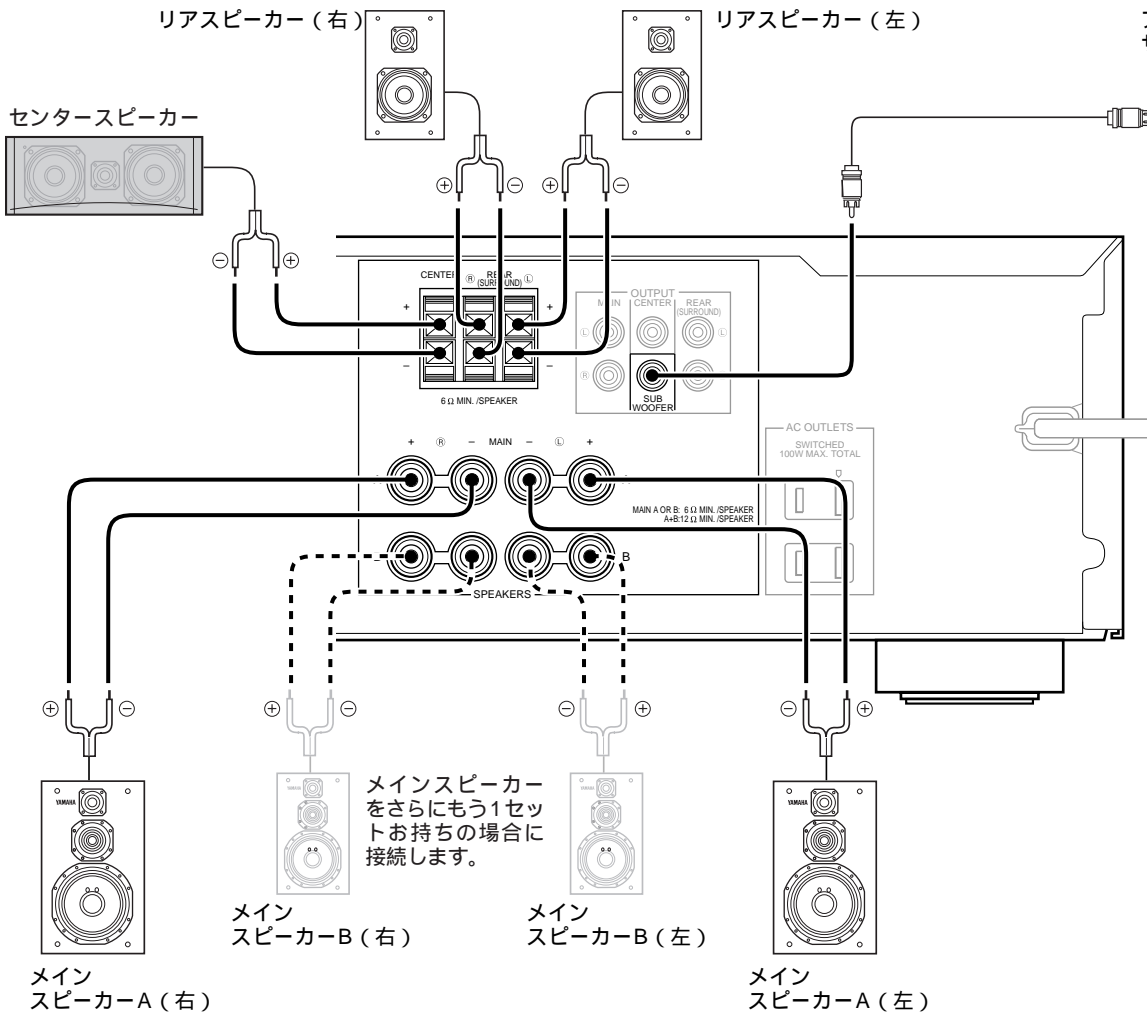 リアスピーカー（右）
リアスピーカー（左）
センタースピーカー
⊕ ⊖ ⊕ ⊖
⊖ ⊕
CENTER Ⓡ REAR Ⓛ
(SURROUND)
+ +
− −
6 Ω MIN. /SPEAKER
OUTPUT
MAIN CENTER REAR
(SURROUND)
Ⓛ Ⓛ
Ⓡ
SUB
WOOFER
AC OUTLETS
SWITCHED
100W MAX. TOTAL
+ Ⓡ − MAIN − Ⓛ +
MAIN A OR B: 6 Ω MIN. /SPEAKER
A+B:12 Ω MIN. /SPEAKER
B
SPEAKERS
⊕ ⊖ ⊕ ⊖ ⊖ ⊕ ⊖ ⊕
YAMAHA
YAMAHA
YAMAHA
YAMAHA
メインスピーカー
をさらにもう1セッ
トお持ちの場合に
接続します。
メイン
スピーカーB（右）
メイン
スピーカーB（左）
メイン
スピーカーA（右）
メイン
スピーカーA（左）